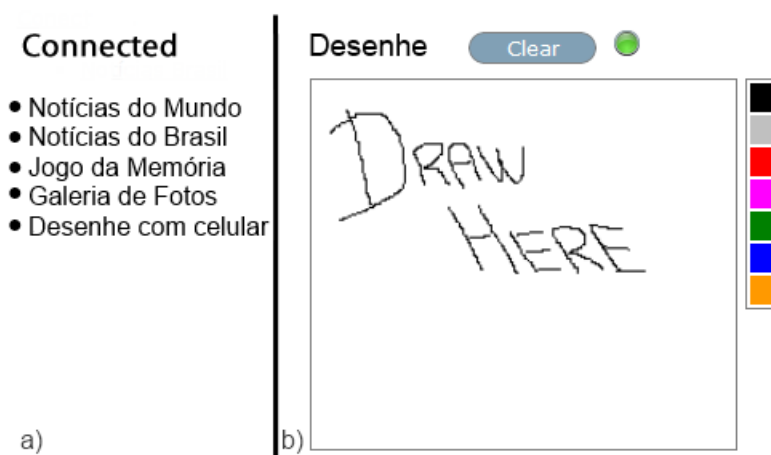 Connected
• Notícias do Mundo
• Notícias do Brasil
• Jogo da Memória
• Galeria de Fotos
• Desenhe com celular
a)
Desenhe Clear
DRAW
HERE
b)